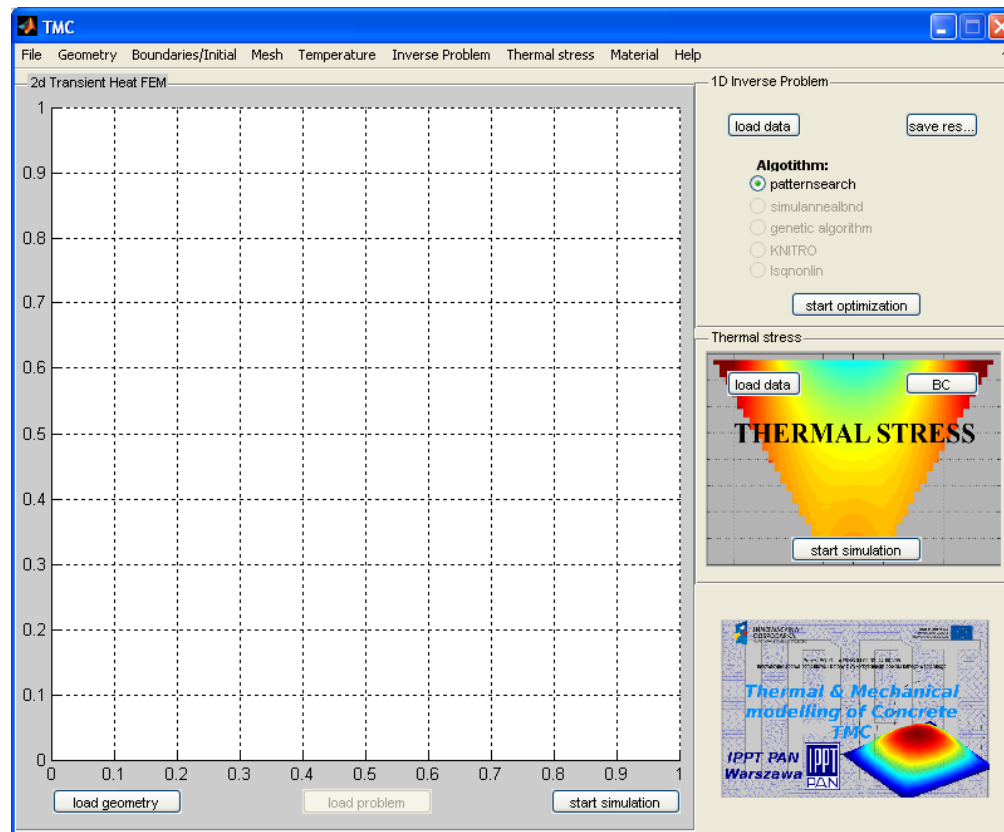 TMC
File Geometry Boundaries/Initial Mesh Temperature Inverse Problem Thermal stress Material Help
2d Transient Heat FEM
1
0.9
0.8
0.7
0.6
0.5
0.4
0.3
0.2
0.1
0
0 0.1 0.2 0.3 0.4 0.5 0.6 0.7 0.8 0.9 1
load geometry load problem start simulation
1D Inverse Problem
load data save res...
Algotithm:
patternsearch
simulannealbnd
genetic algorithm
KNITRO
lsqnonlin
start optimization
Thermal stress
load data BC
THERMAL STRESS
start simulation
INNOWACYJNA
GOSPODARKA
IPPT
Thermal & Mechanical
modelling of Concrete
TMC
IPPT PAN
Warszawa
IPPT
PAN